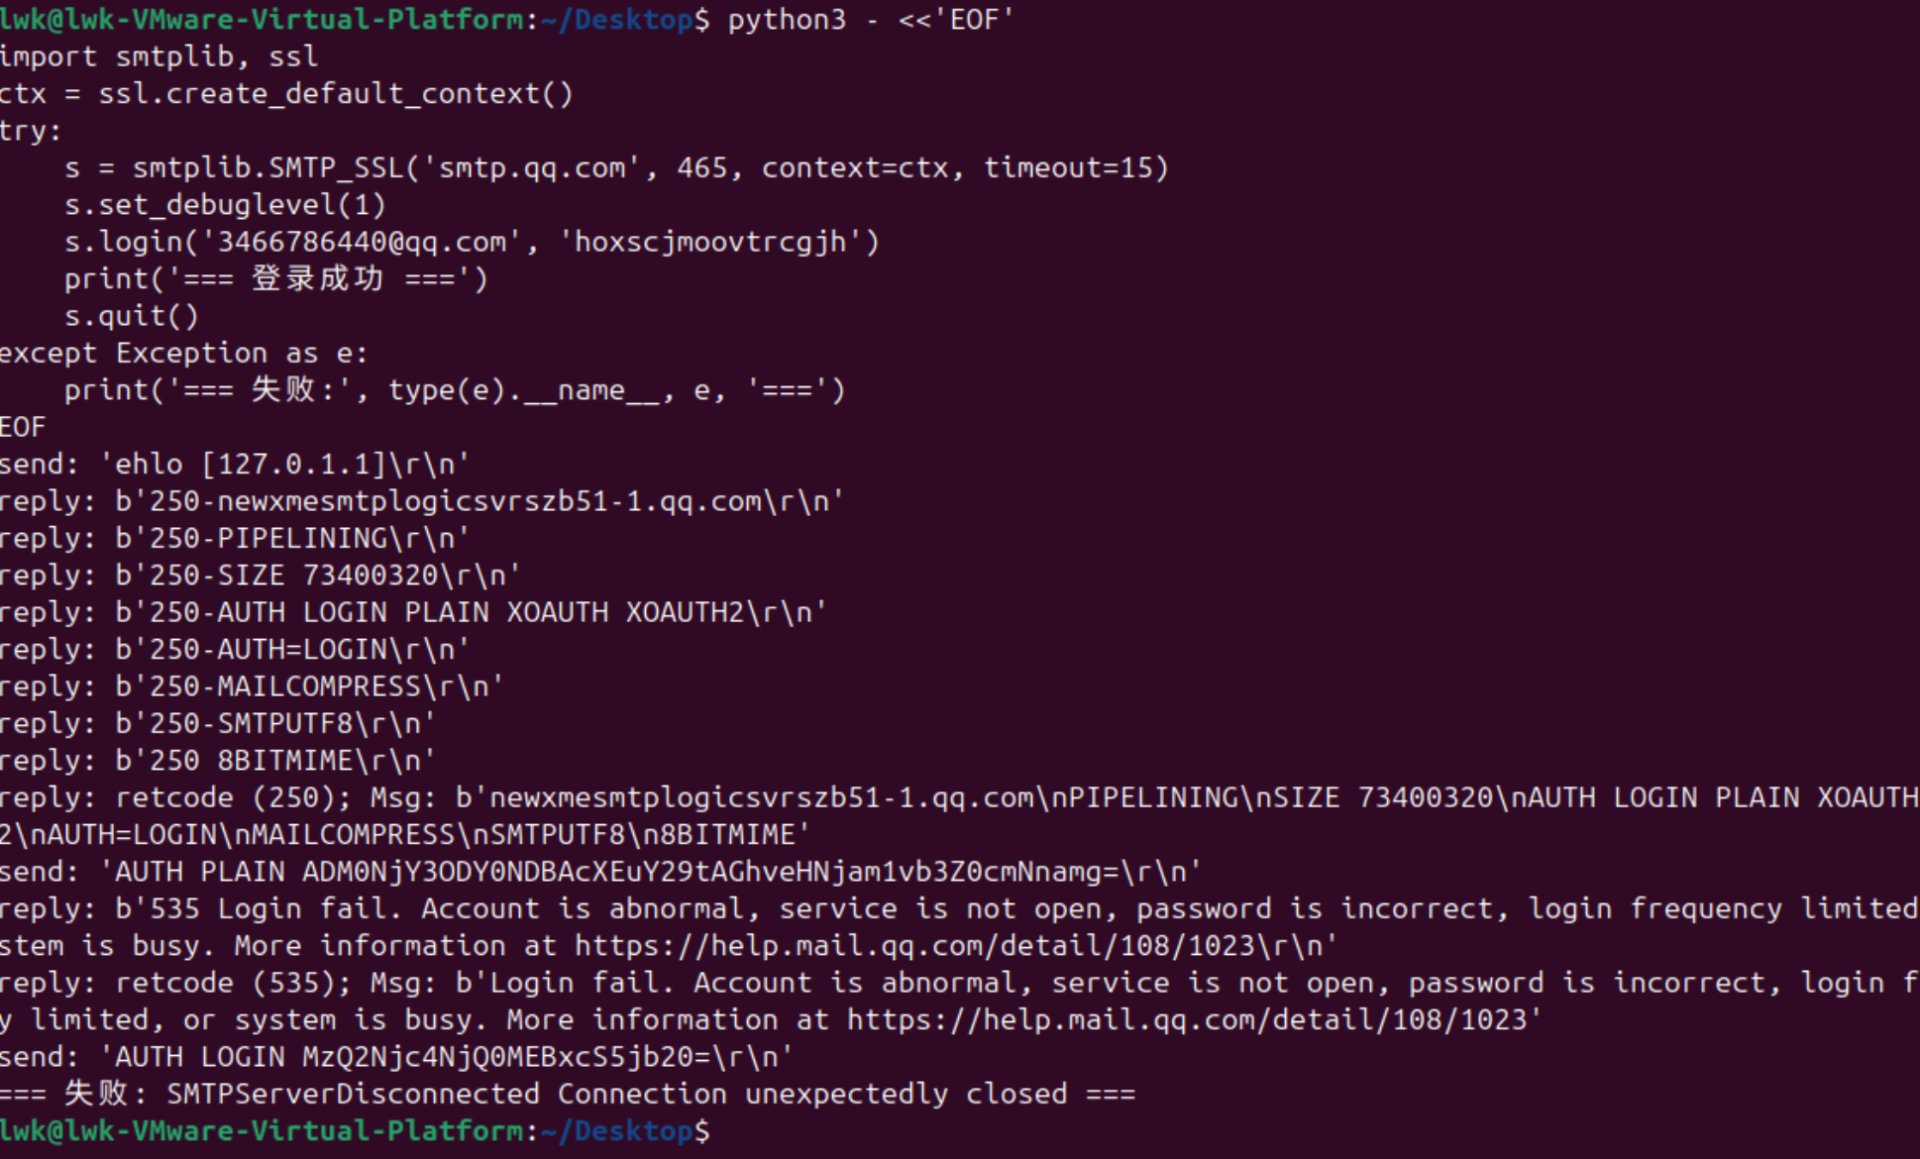 lwk@lwk-VMware-Virtual-Platform:~/Desktop$ python3 - <<'EOF'
import smtplib, ssl
ctx = ssl.create_default_context()
try:
    s = smtplib.SMTP_SSL('smtp.qq.com', 465, context=ctx, timeout=15)
    s.set_debuglevel(1)
    s.login('3466786440@qq.com', 'hoxscjmoovtrcgjh')
    print('=== 登录成功 ===')
    s.quit()
except Exception as e:
    print('=== 失败:', type(e).__name__, e, '===')
EOF
send: 'ehlo [127.0.1.1]\r\n'
reply: b'250-newxmesmtplogicsvrszb51-1.qq.com\r\n'
reply: b'250-PIPELINING\r\n'
reply: b'250-SIZE 73400320\r\n'
reply: b'250-AUTH LOGIN PLAIN XOAUTH XOAUTH2\r\n'
reply: b'250-AUTH=LOGIN\r\n'
reply: b'250-MAILCOMPRESS\r\n'
reply: b'250-SMTPUTF8\r\n'
reply: b'250 8BITMIME\r\n'
reply: retcode (250); Msg: b'newxmesmtplogicsvrszb51-1.qq.com\nPIPELINING\nSIZE 73400320\nAUTH LOGIN PLAIN XOAUTH
2\nAUTH=LOGIN\nMAILCOMPRESS\nSMTPUTF8\n8BITMIME'
send: 'AUTH PLAIN ADM0NjY3ODY0NDBAcXEuY29tAGhveHNjam1vb3Z0cmNnamg=\r\n'
reply: b'535 Login fail. Account is abnormal, service is not open, password is incorrect, login frequency limited
stem is busy. More information at https://help.mail.qq.com/detail/108/1023\r\n'
reply: retcode (535); Msg: b'Login fail. Account is abnormal, service is not open, password is incorrect, login f
y limited, or system is busy. More information at https://help.mail.qq.com/detail/108/1023'
send: 'AUTH LOGIN MzQ2Njc4NjQ0MEBxcS5jb20=\r\n'
=== 失败: SMTPServerDisconnected Connection unexpectedly closed ===
lwk@lwk-VMware-Virtual-Platform:~/Desktop$